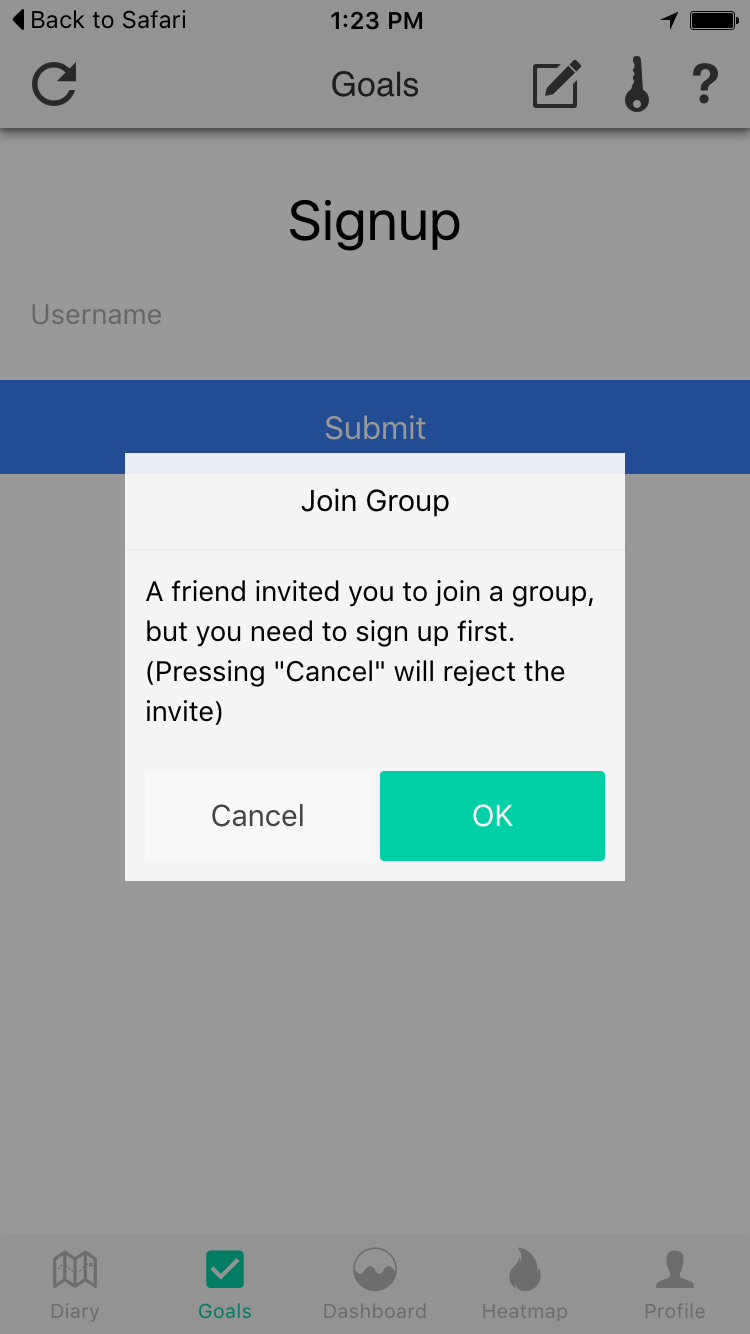 Back to Safari
1:23 PM
Goals
?
Signup
Username
Submit
Join Group
A friend invited you to join a group,
but you need to sign up first.
(Pressing "Cancel" will reject the
invite)
Cancel
OK
Diary
Goals
Dashboard
Heatmap
Profile